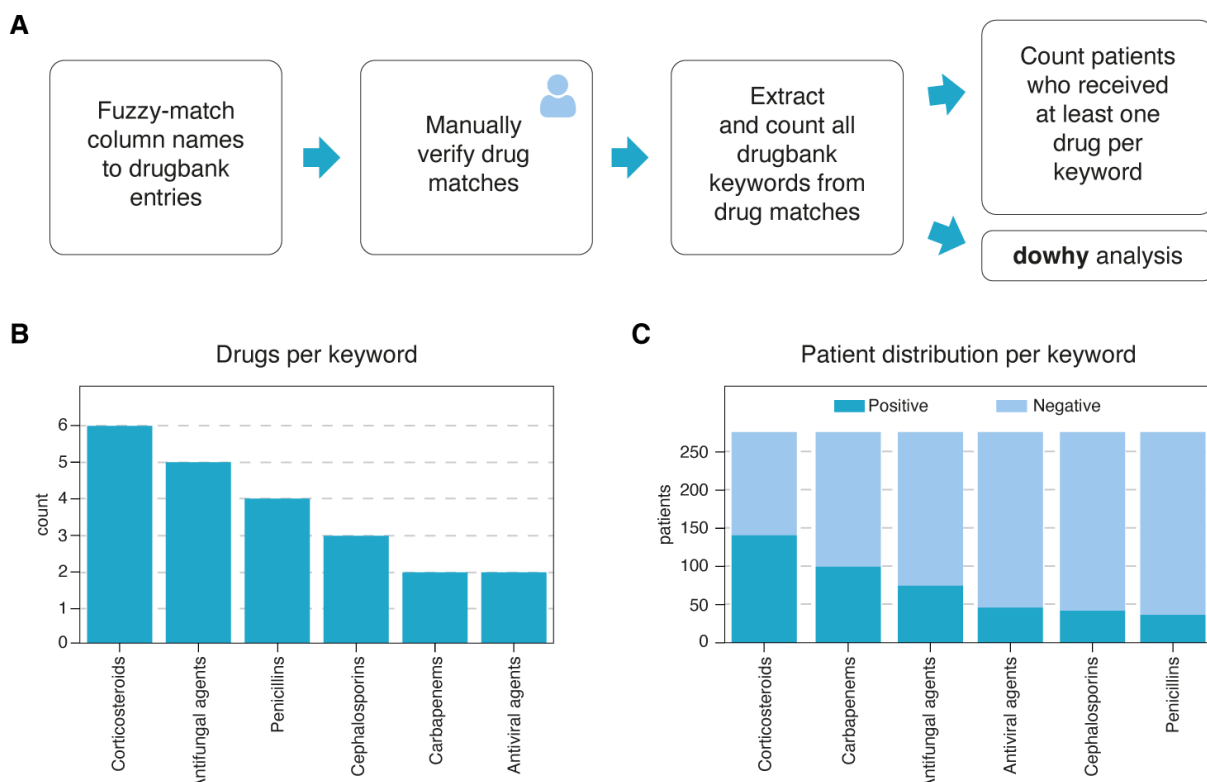 A
Fuzzy-match
column names
to drugbank
entries
Manually
verify drug
matches
Extract
and count all
drugbank
keywords from
drug matches
Count patients
who received
at least one
drug per
keyword
dowhy analysis
B
Drugs per keyword
count
6
5
4
3
2
1
0
Corticosteroids
Antifungal agents
Penicillins
Cephalosporins
Carbapenems
Antiviral agents
C
Patient distribution per keyword
Positive
Negative
patients
250
200
150
100
50
0
Corticosteroids
Carbapenems
Antifungal agents
Antiviral agents
Cephalosporins
Penicillins